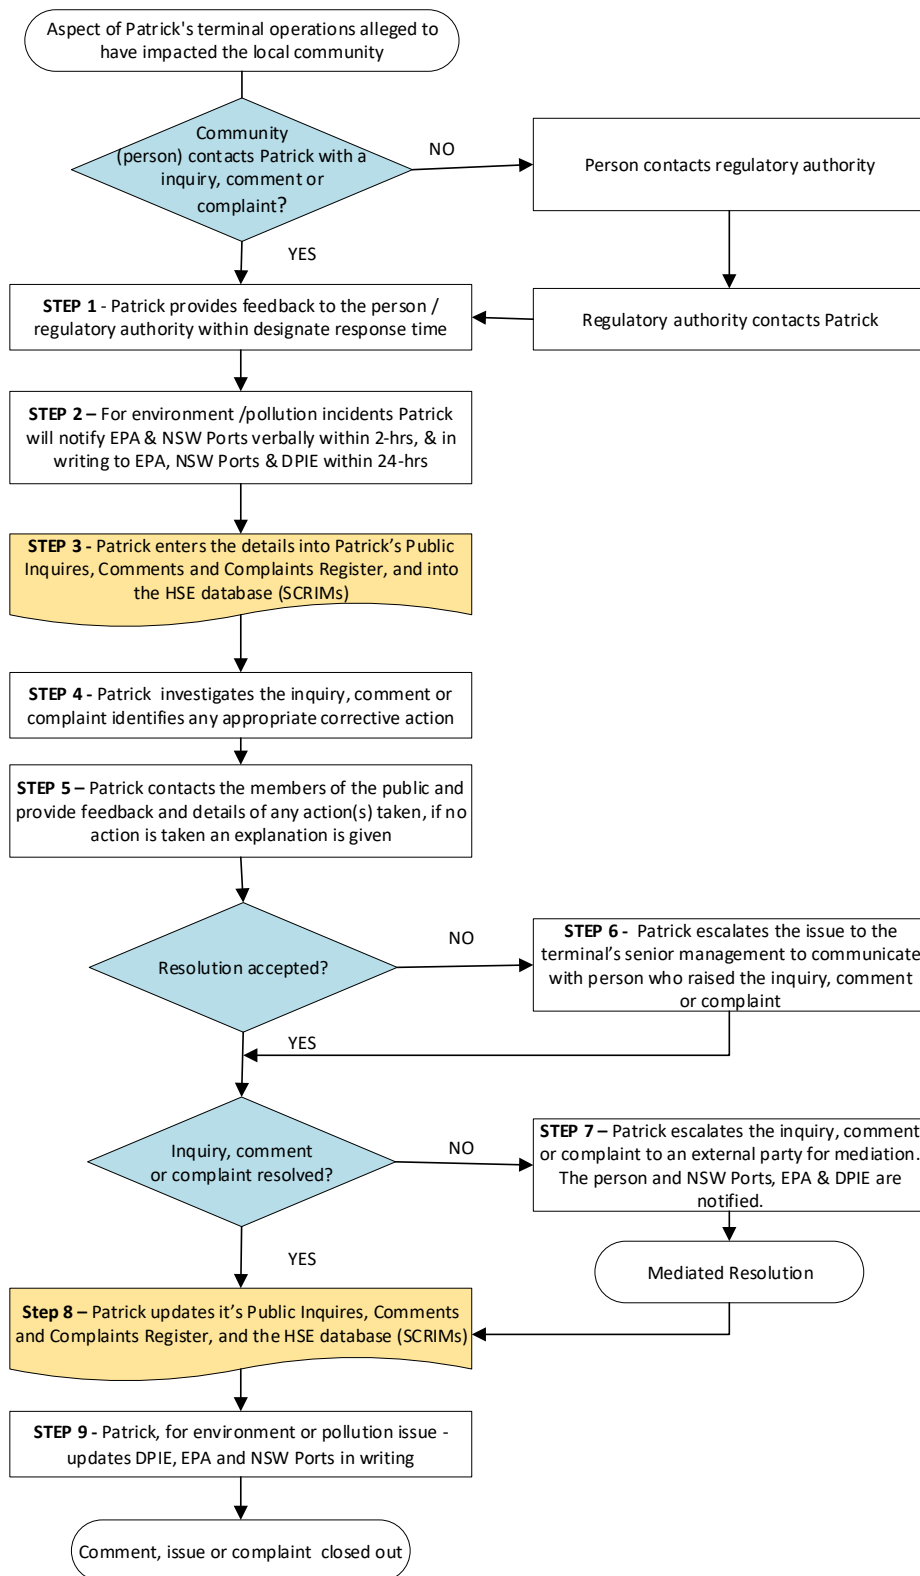 Aspect of Patrick's terminal operations alleged to
have impacted the local community
Community
(person) contacts Patrick with a
inquiry, comment or
complaint?
NO
Person contacts regulatory authority
YES
STEP 1 - Patrick provides feedback to the person /
regulatory authority within designate response time
Regulatory authority contacts Patrick
STEP 2 – For environment /pollution incidents Patrick
will notify EPA & NSW Ports verbally within 2-hrs, & in
writing to EPA, NSW Ports & DPIE within 24-hrs
STEP 3 - Patrick enters the details into Patrick's Public
Inquires, Comments and Complaints Register, and into
the HSE database (SCRIMs)
STEP 4 - Patrick investigates the inquiry, comment or
complaint identifies any appropriate corrective action
STEP 5 – Patrick contacts the members of the public and
provide feedback and details of any action(s) taken, if no
action is taken an explanation is given
Resolution accepted?
NO
STEP 6 - Patrick escalates the issue to the
terminal's senior management to communicate
with person who raised the inquiry, comment
or complaint
YES
Inquiry, comment
or complaint resolved?
NO
STEP 7 – Patrick escalates the inquiry, comment
or complaint to an external party for mediation.
The person and NSW Ports, EPA & DPIE are
notified.
YES
Mediated Resolution
Step 8 – Patrick updates it's Public Inquires, Comments
and Complaints Register, and the HSE database (SCRIMs)
STEP 9 - Patrick, for environment or pollution issue -
updates DPIE, EPA and NSW Ports in writing
Comment, issue or complaint closed out